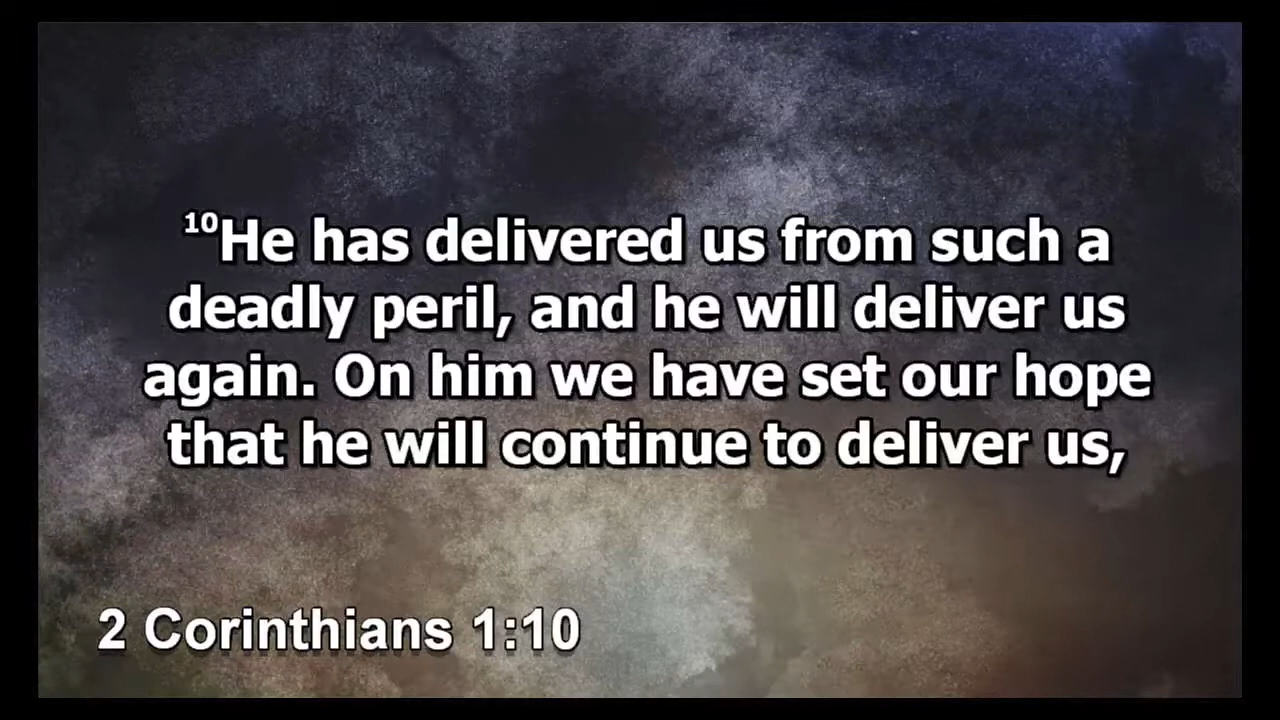 ¹⁰He has delivered us from such a
deadly peril, and he will deliver us
again. On him we have set our hope
that he will continue to deliver us,
2 Corinthians 1:10